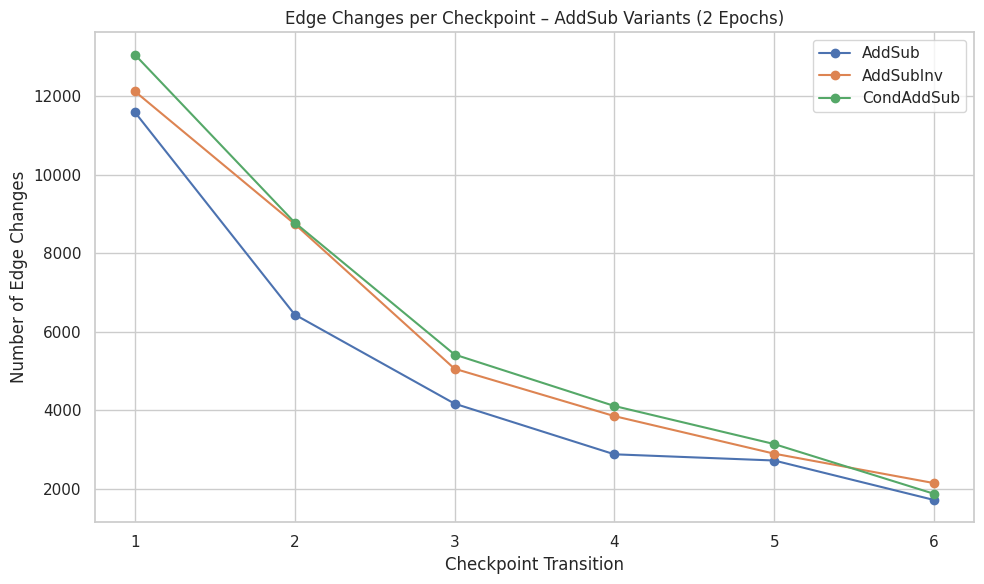 Edge Changes per Checkpoint – AddSub Variants (2 Epochs)
AddSub
AddSubInv
CondAddSub
Number of Edge Changes
12000
10000
8000
6000
4000
2000
1 2 3 4 5 6
Checkpoint Transition